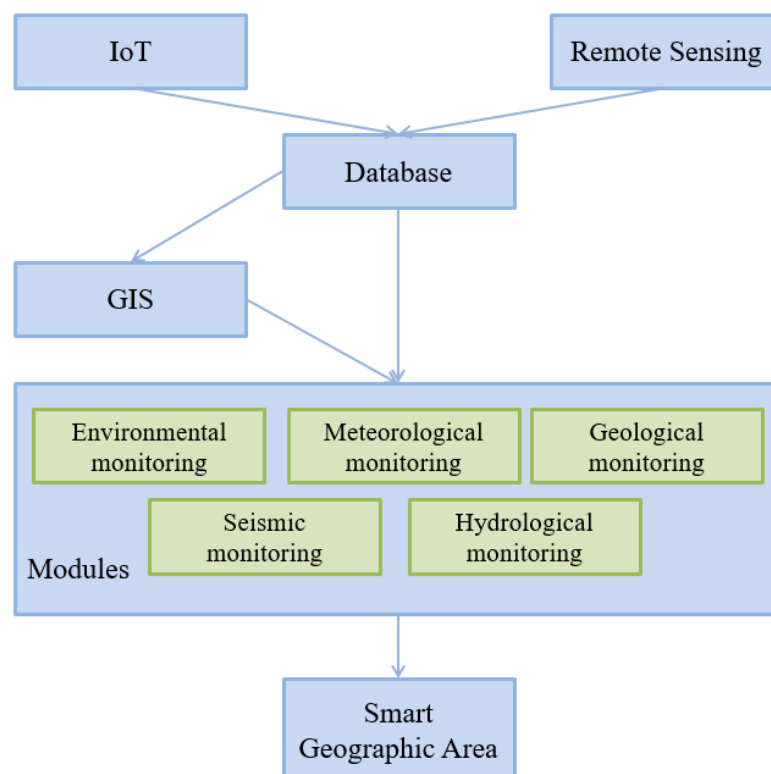 IoT
Remote Sensing
Database
GIS
Environmental
monitoring
Meteorological
monitoring
Geological
monitoring
Seismic
monitoring
Hydrological
monitoring
Modules
Smart
Geographic Area